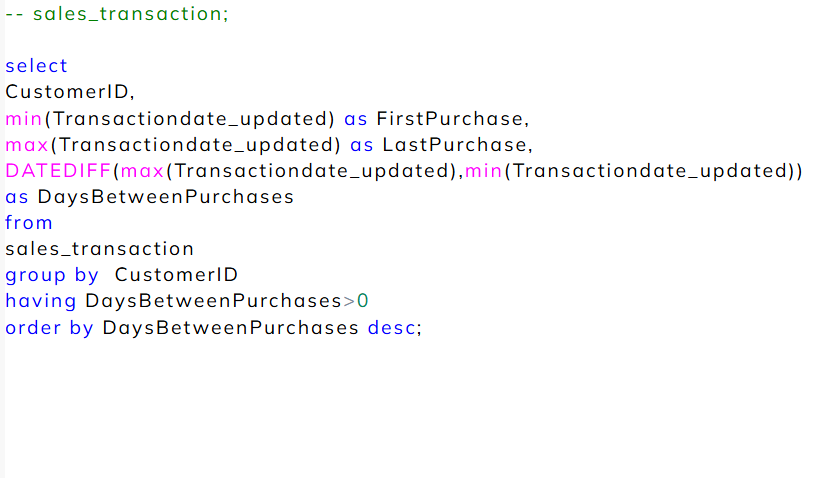 -- sales_transaction;
select
CustomerID,
min(Transactiondate_updated) as FirstPurchase,
max(Transactiondate_updated) as LastPurchase,
DATEDIFF(max(Transactiondate_updated),min(Transactiondate_updated))
as DaysBetweenPurchases
from
sales_transaction
group by  CustomerID
having DaysBetweenPurchases>0
order by DaysBetweenPurchases desc;